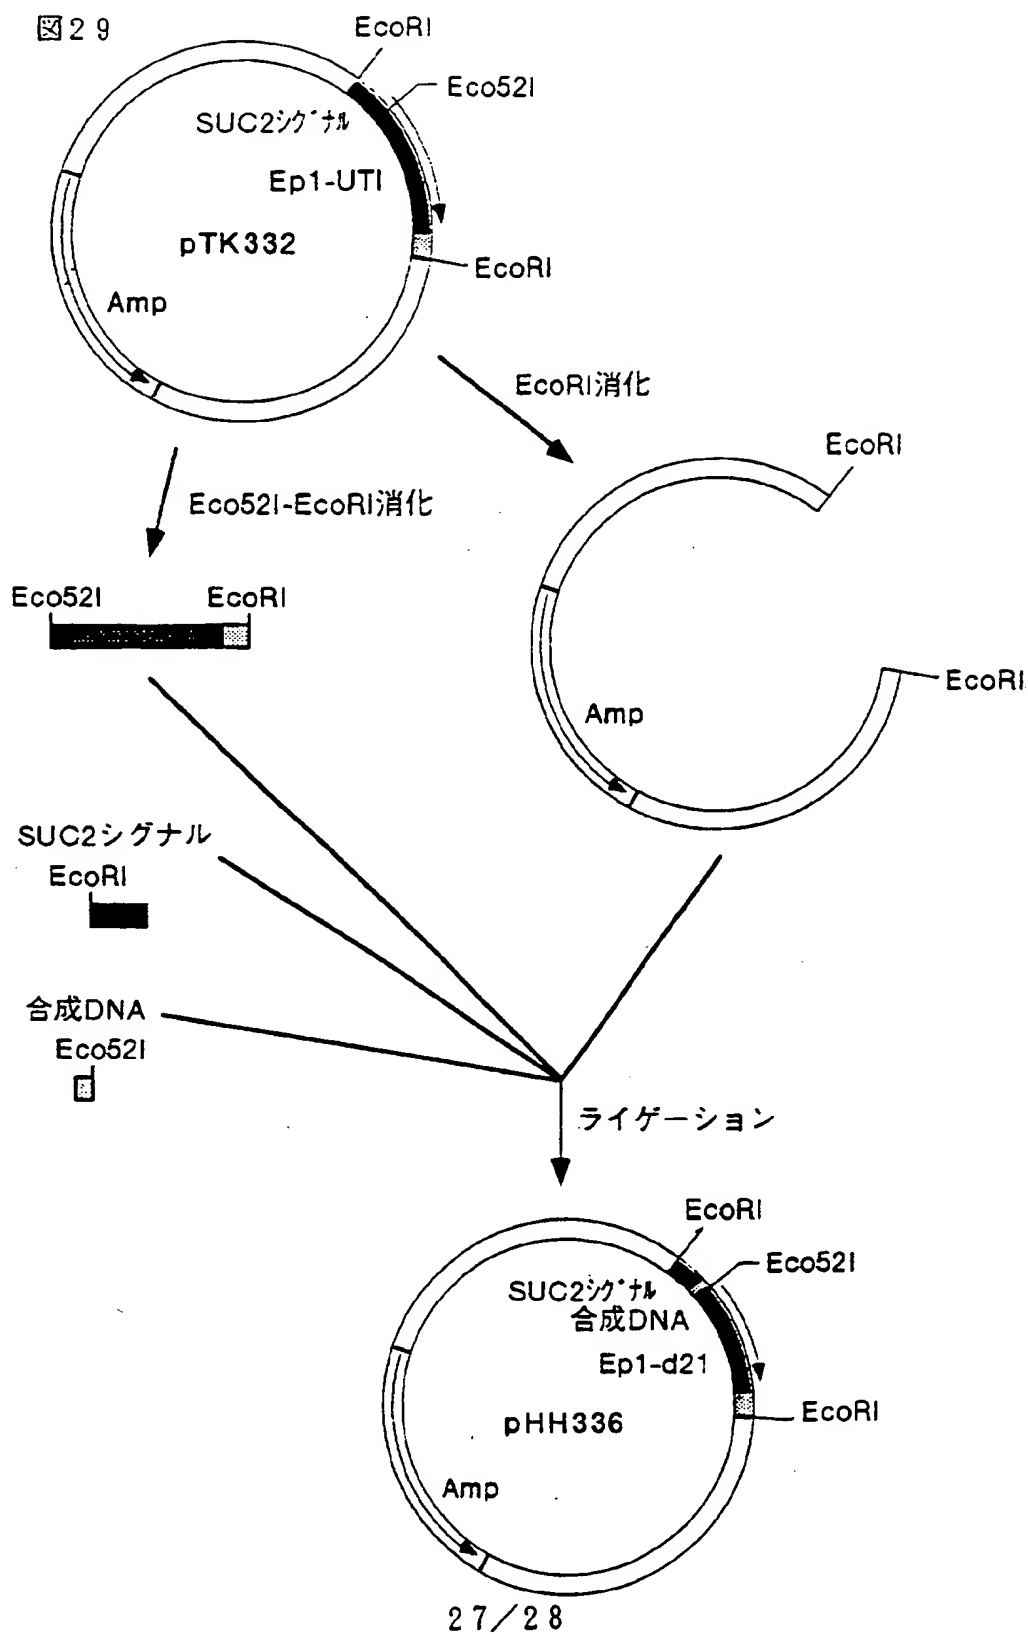 図29
EcoRI
Eco52I
SUC2シグナル
Ep1-UTI
pTK332
EcoRI
Amp
EcoRI消化
EcoRI
Eco52I-EcoRI消化
Eco52I
EcoRI
EcoRI
Amp
SUC2シグナル
EcoRI
合成DNA
Eco52I
ライゲーション
EcoRI
Eco52I
SUC2シグナル
合成DNA
Ep1-d21
EcoRI
pHH336
Amp
27/28